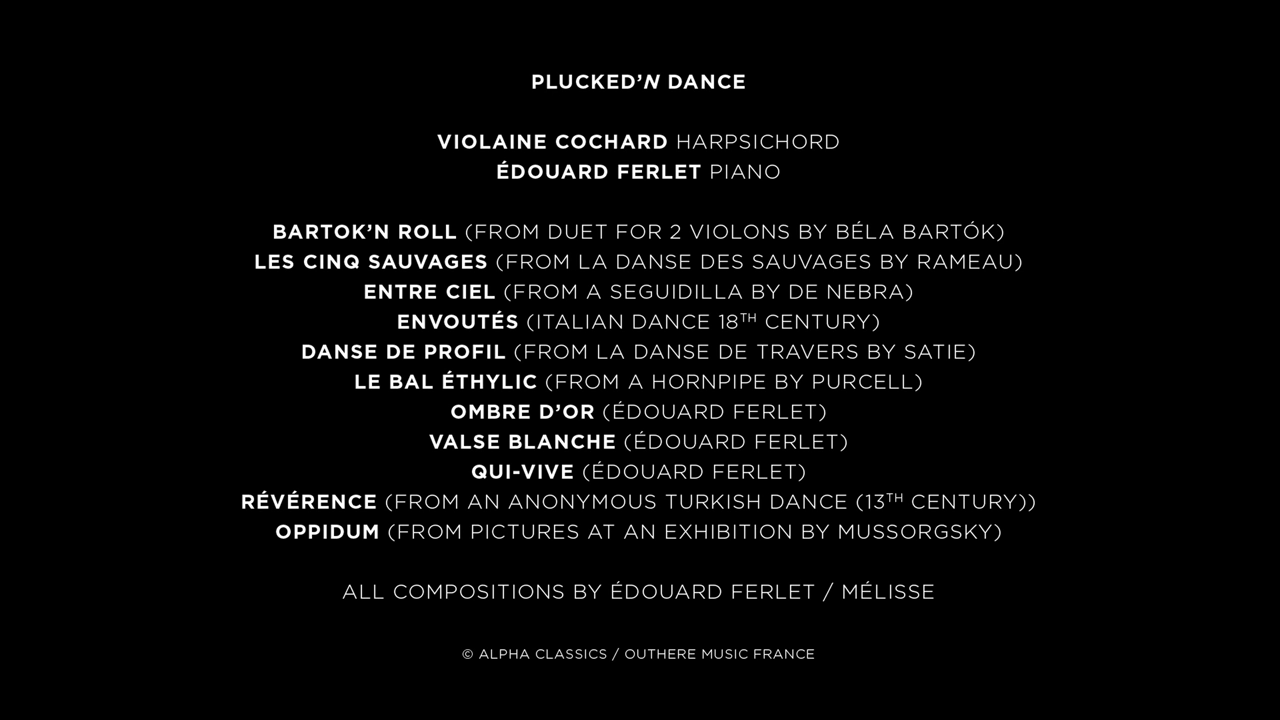 PLUCKED’N DANCE
VIOLAINE COCHARD HARPSICHORD
ÉDOUARD FERLET PIANO
BARTOK’N ROLL (FROM DUET FOR 2 VIOLONS BY BÉLA BARTÓK)
LES CINQ SAUVAGES (FROM LA DANSE DES SAUVAGES BY RAMEAU)
ENTRE CIEL (FROM A SEGUIDILLA BY DE NEBRA)
ENVOUTÉS (ITALIAN DANCE 18TH CENTURY)
DANSE DE PROFIL (FROM LA DANSE DE TRAVERS BY SATIE)
LE BAL ÉTHYLIC (FROM A HORNPIPE BY PURCELL)
OMBRE D’OR (ÉDOUARD FERLET)
VALSE BLANCHE (ÉDOUARD FERLET)
QUI-VIVE (ÉDOUARD FERLET)
RÉVÉRENCE (FROM AN ANONYMOUS TURKISH DANCE (13TH CENTURY))
OPPIDUM (FROM PICTURES AT AN EXHIBITION BY MUSSORGSKY)
ALL COMPOSITIONS BY ÉDOUARD FERLET / MÉLISSE
© ALPHA CLASSICS / OUTHERE MUSIC FRANCE